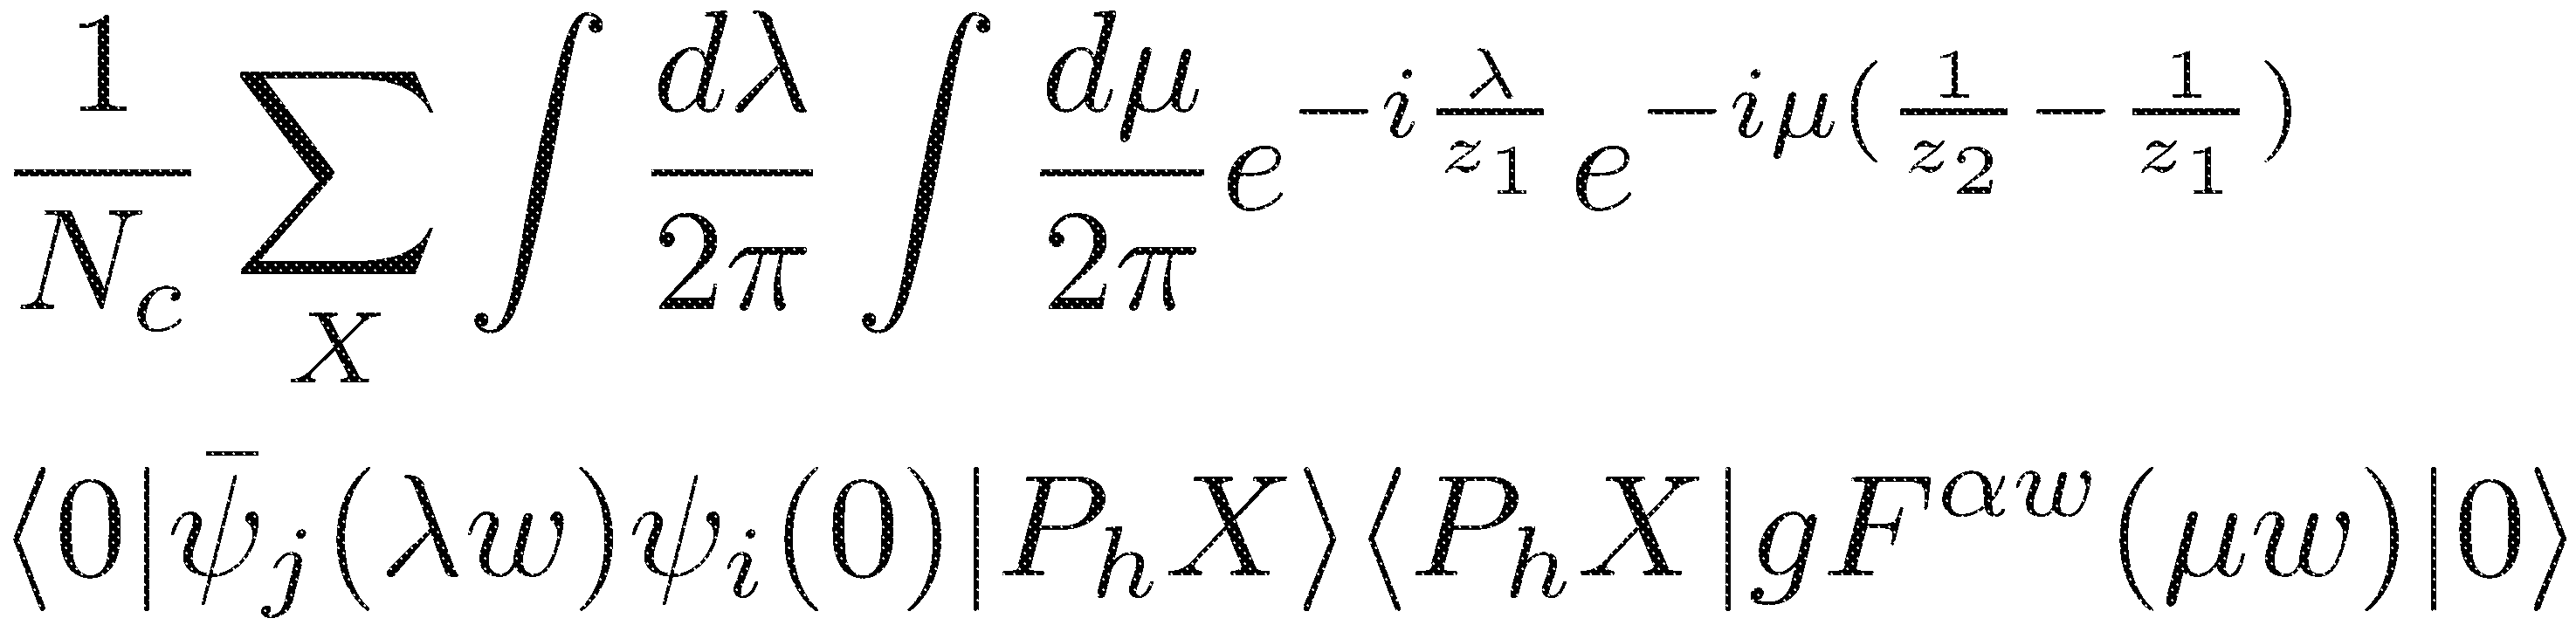 \frac{1}{N_c} \sum_X \int \frac{d\lambda}{2\pi} \int \frac{d\mu}{2\pi} e^{-i\frac{\lambda}{z_1}} e^{-i\mu(\frac{1}{z_2}-\frac{1}{z_1})}
\langle 0|\bar{\psi}_j(\lambda w)\psi_i(0)|P_h X\rangle\langle P_h X|gF^{\alpha w}(\mu w)|0\rangle